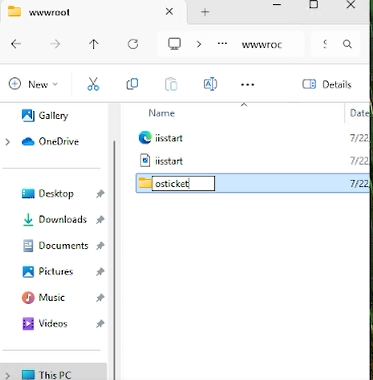 wwwroot
wwwroc
New
Details
Name
Date
Gallery
OneDrive
iisstart
7/22
iisstart
7/22
osticket
7/22
Desktop
Downloads
Documents
Pictures
Music
Videos
This PC